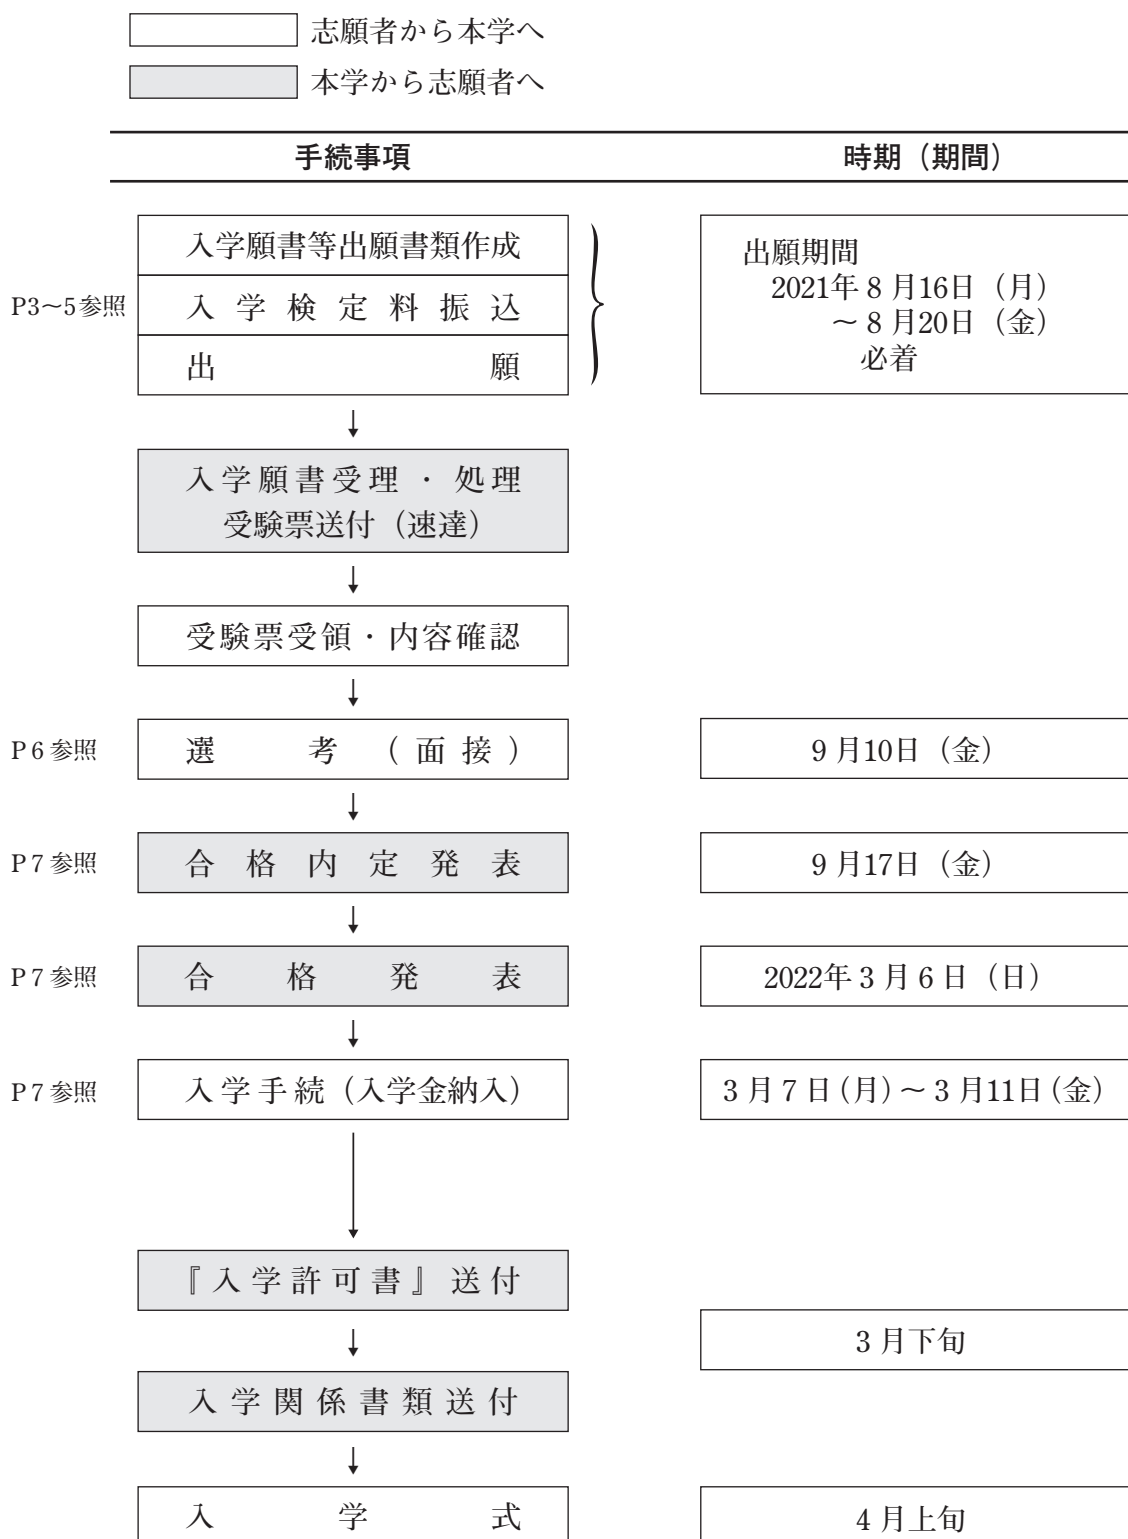 志願者から本学へ
本学から志願者へ
手続事項 時期（期間）
入学願書等出願書類作成
P3～5参照 入学検定料振込
出願
出願期間
2021年8月16日（月）
～8月20日（金）
必着
入学願書受理・処理
受験票送付（速達）
受験票受領・内容確認
P6参照 選考（面接） 9月10日（金）
P7参照 合格内定発表 9月17日（金）
P7参照 合格発表 2022年3月6日（日）
P7参照 入学手続（入学金納入） 3月7日（月）～3月11日（金）
『入学許可書』送付
3月下旬
入学関係書類送付
入学式 4月上旬